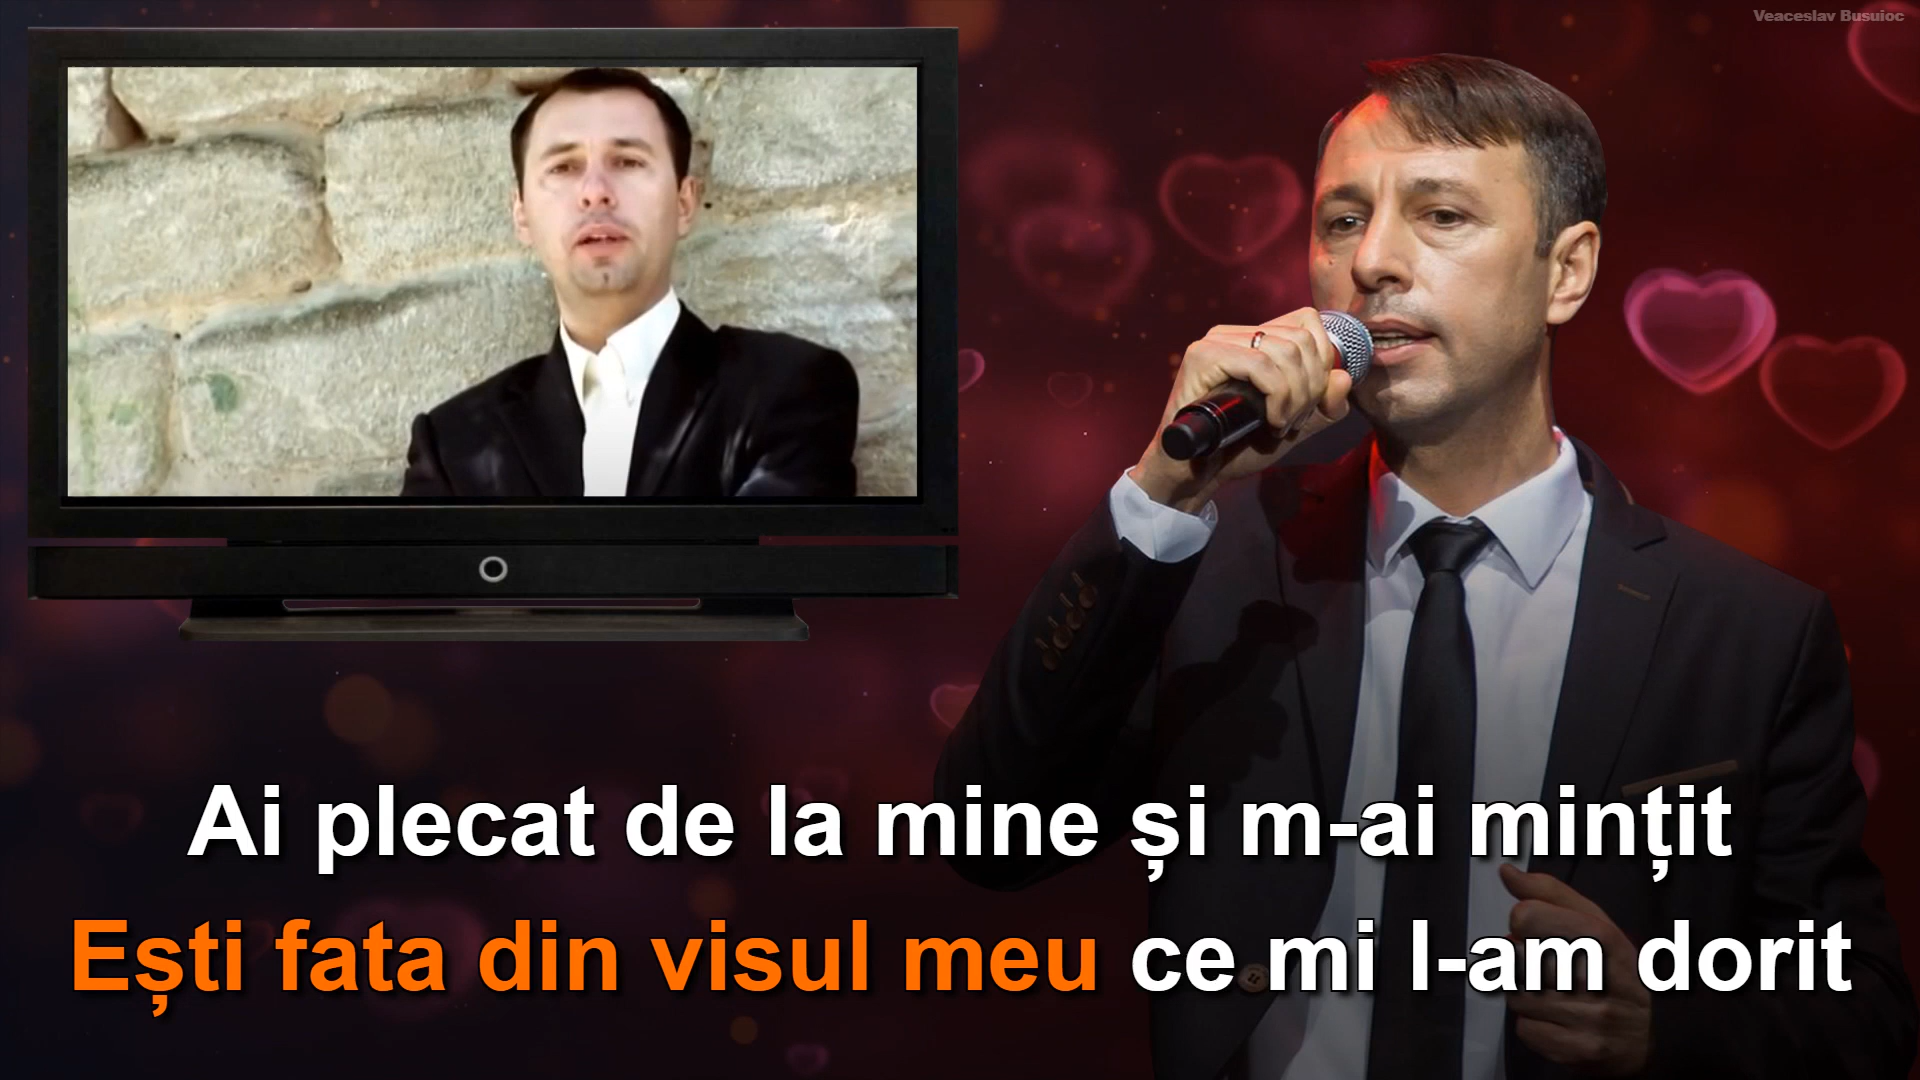 Veaceslav Busuioc
Ai plecat de la mine și m-ai mințit
Ești fata din visul meu ce mi l-am dorit